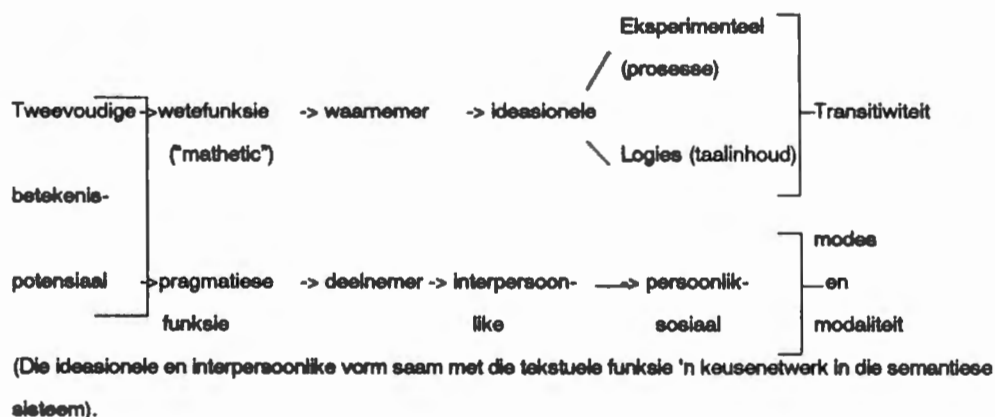 Eksperimenteel
(prosesse)
Tweevoudige -> wetefunksie -> waarnemer -> ideasionele Transitiwiteit
("mathetic") Logies (taalinhoud)
betekenis-
modes
potensiaal -> pragmatiese -> deelnemer -> interpersoon- -> persoonlik- en
funksie like sosiaal modaliteit
(Die ideasionele en interpersoonlike vorm saam met die tekstuele funksie 'n keusenetwerk in die semantiese
sisteem).